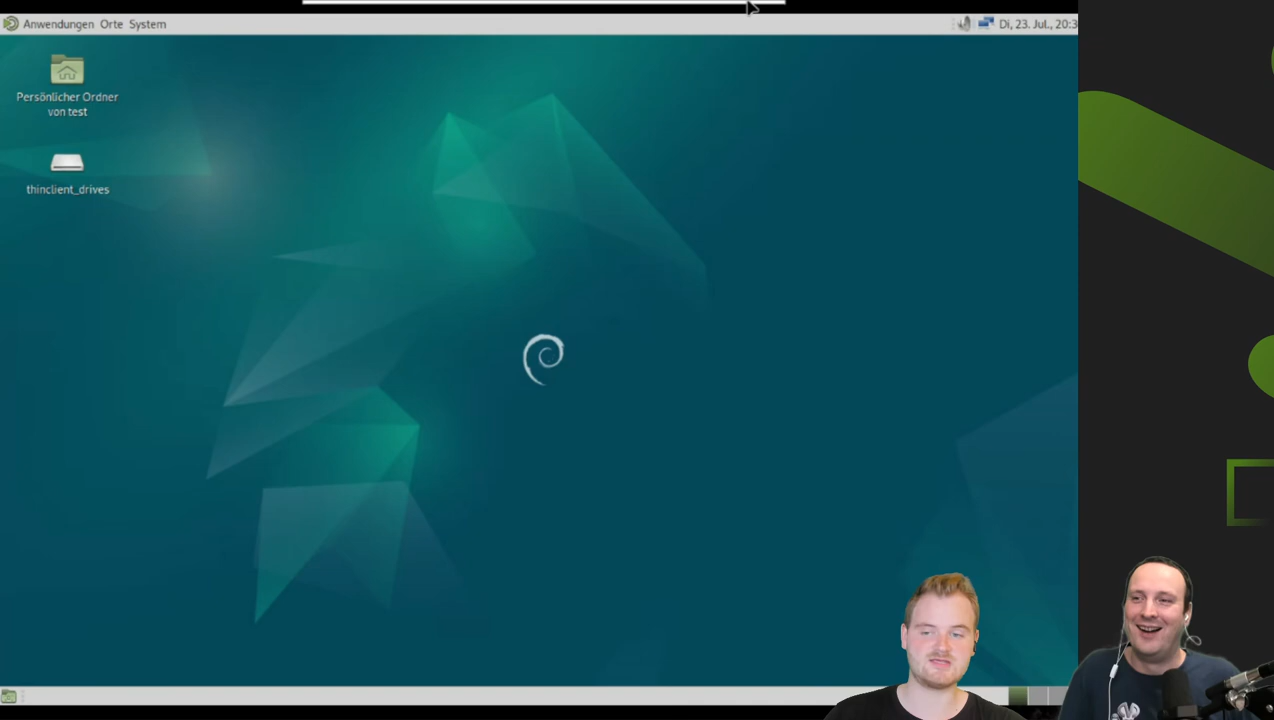 Anwendungen Orte System
Di, 23. Jul., 20:3
Persönlicher Ordner
von test
thinclient_drives